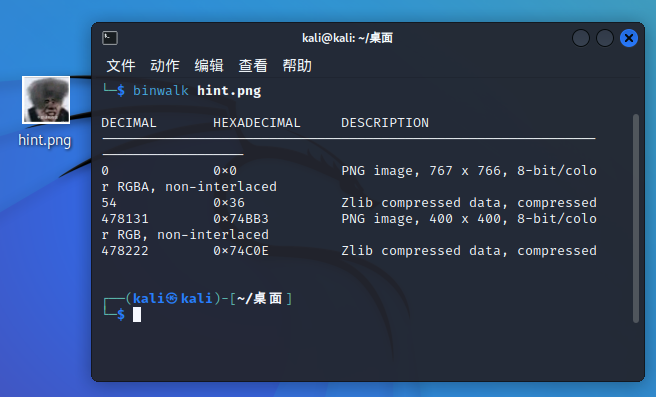 kali@kali: ~/桌面
文件 动作 编辑 查看 帮助
└─$ binwalk hint.png
DECIMAL HEXADECIMAL DESCRIPTION
0 0x0 PNG image, 767 x 766, 8-bit/colo
r RGBA, non-interlaced
54 0x36 Zlib compressed data, compressed
478131 0x74BB3 PNG image, 400 x 400, 8-bit/colo
r RGB, non-interlaced
478222 0x74C0E Zlib compressed data, compressed
┌──(kali㉿kali)-[~/桌面]
└─$
hint.png